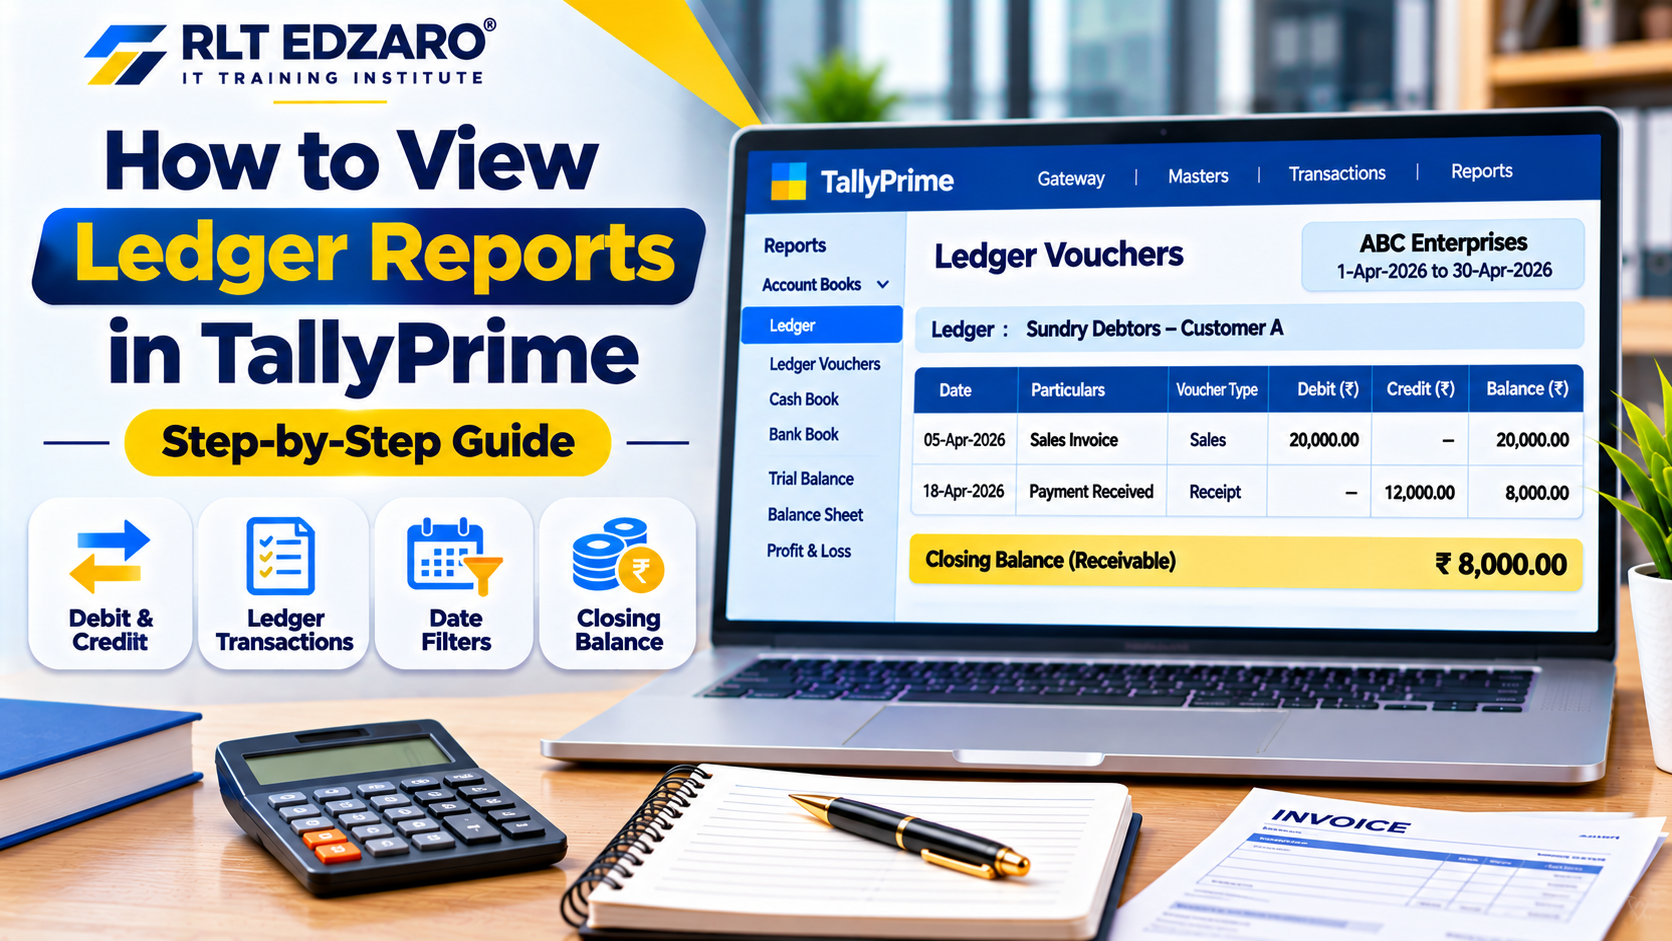 RLT EDZARO®
IT TRAINING INSTITUTE
How to View
Ledger Reports
in TallyPrime
Step-by-Step Guide
Debit &
Credit
Ledger
Transactions
Date
Filters
Closing
Balance
TallyPrime
Gateway | Masters | Transactions | Reports
Reports
Account Books
Ledger
Ledger Vouchers
Cash Book
Bank Book
Trial Balance
Balance Sheet
Profit & Loss
Ledger Vouchers
ABC Enterprises
1-Apr-2026 to 30-Apr-2026
Ledger : Sundry Debtors – Customer A
Date Particulars Voucher Type Debit (₹) Credit (₹) Balance (₹)
05-Apr-2026 Sales Invoice Sales 20,000.00 – 20,000.00
18-Apr-2026 Payment Received Receipt – 12,000.00 8,000.00
Closing Balance (Receivable) ₹ 8,000.00
INVOICE